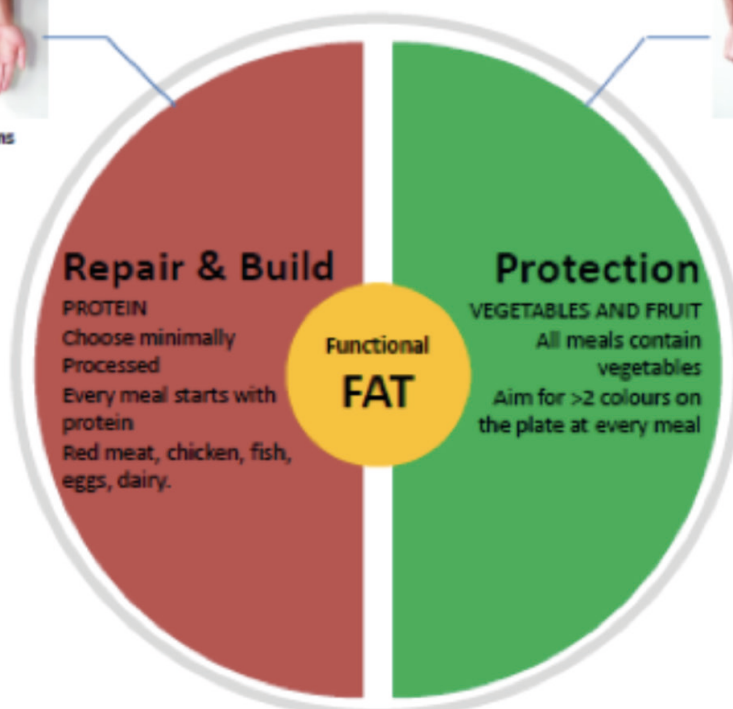 Repair & Build
PROTEIN
Choose minimally
Processed
Every meal starts with
protein
Red meat, chicken, fish,
eggs, dairy.
Functional
FAT
Protection
VEGETABLES AND FRUIT
All meals contain
vegetables
Aim for >2 colours on
the plate at every meal